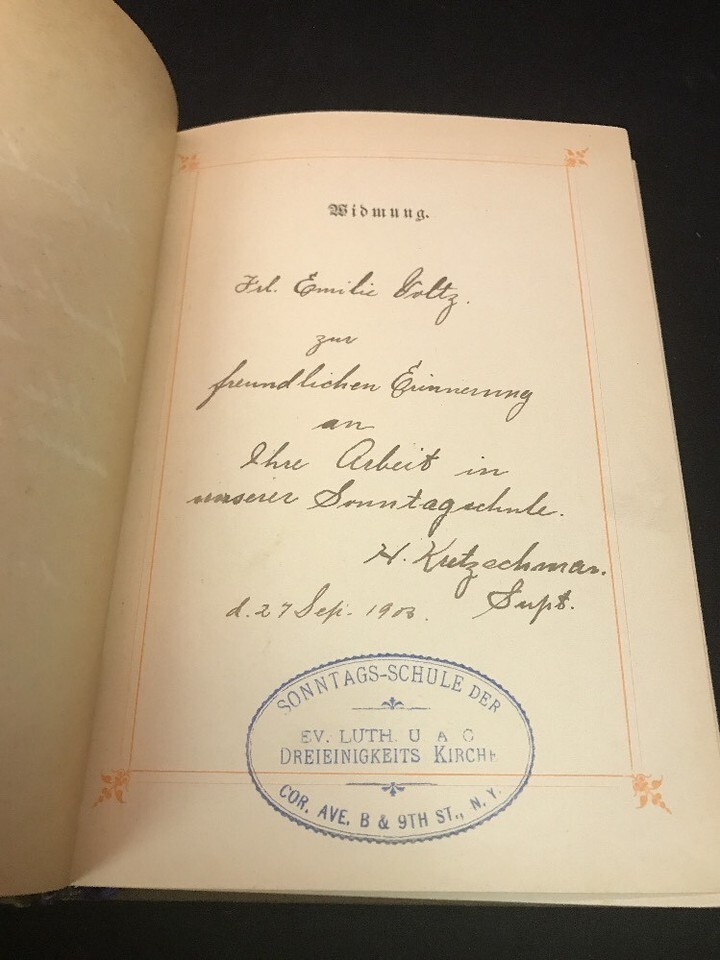 Widmung.
Frl. Emilie Voltz.
zur
freundlichen Erinnerung
an
Ihre Arbeit in
unserer Sonntagschule.
H. Kretzschmar.
Supt.
d. 27 Sep. 1903.
SONNTAGS-SCHULE DER
EV. LUTH. U A C
DREIEINIGKEITS KIRCHE
COR. AVE. B & 9TH ST., N. Y.